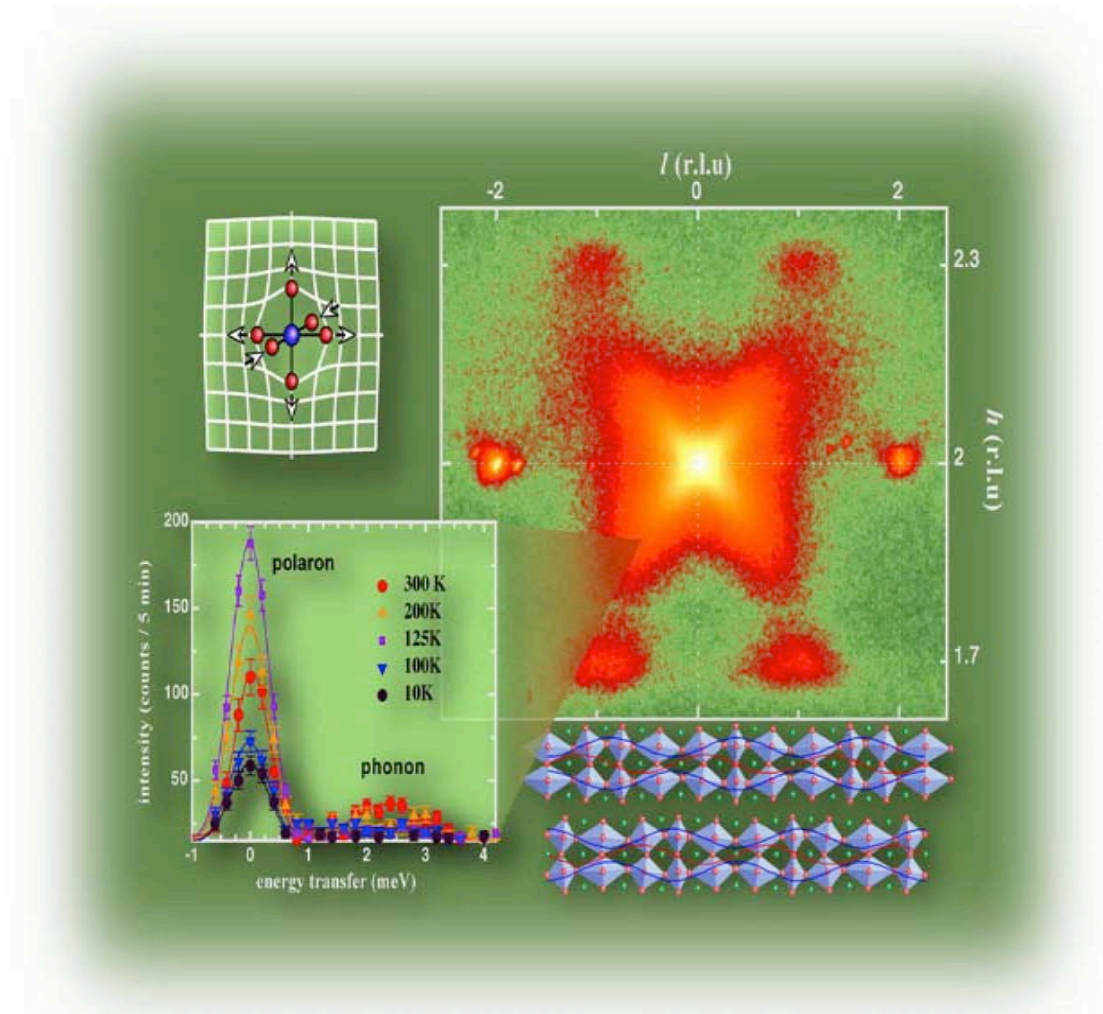 l (r.l.u)
-2 0 2
2.3
2
1.7
h (r.l.u)
200
150
100
50
intensity (counts / 5 min)
polaron
300 K
200K
125K
100K
10K
phonon
-1 0 1 2 3 4
energy transfer (meV)